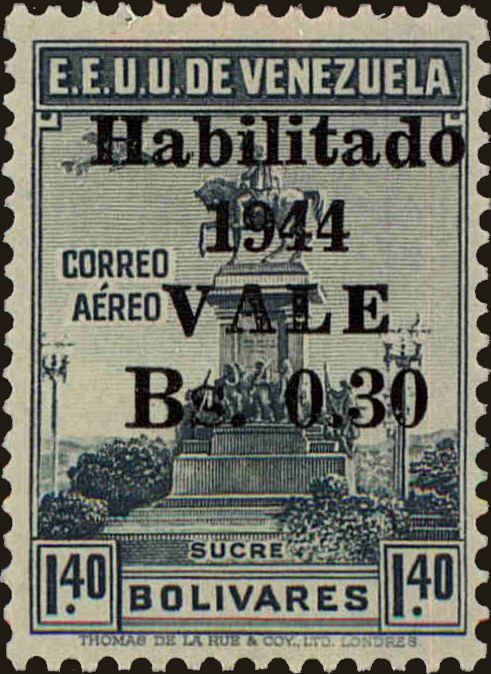 E.E.U.U. DE VENEZUELA
Habilitado
1944
CORREO
AÉREO
VALE
Bs. 0.30
SUCRE
1.40 BOLIVARES 1.40
THOMAS DE LA RUE & COY., LTD. LONDRES.